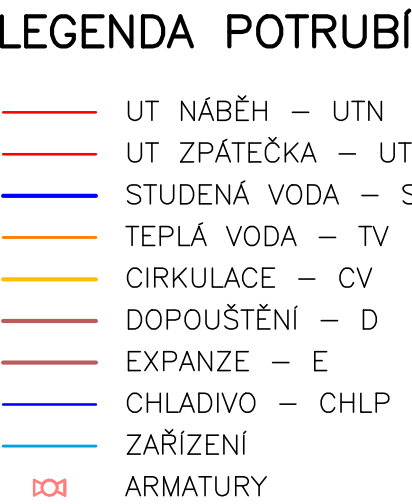 LEGENDA POTRUBÍ
UT NÁBĚH – UTN
UT ZPÁTEČKA – UT
STUDENÁ VODA –
TEPLÁ VODA – TV
CIRKULACE – CV
DOPOUŠTĚNÍ – D
EXPANZE – E
CHLADIVO – CHLP
ZAŘÍZENÍ
ARMATURY